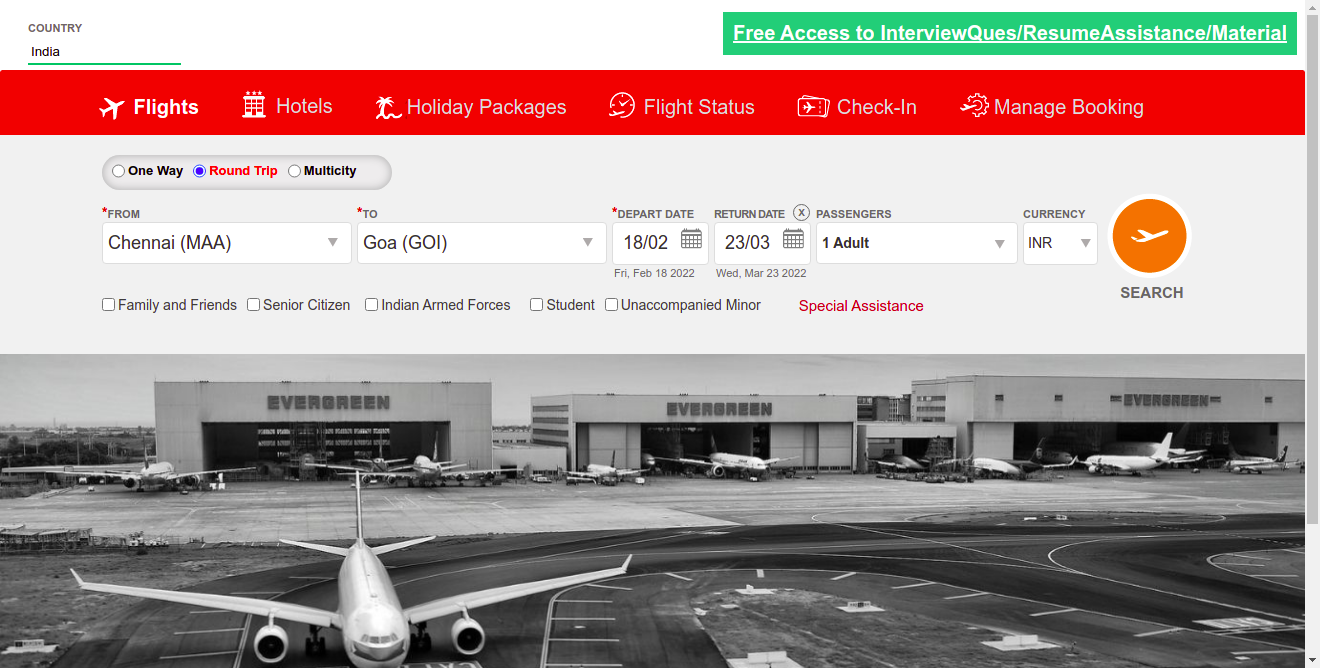 COUNTRY
India
Free Access to InterviewQues/ResumeAssistance/Material
Flights Hotels Holiday Packages Flight Status Check-In Manage Booking
One Way Round Trip Multicity
*FROM *TO *DEPART DATE RETURN DATE X PASSENGERS CURRENCY
Chennai (MAA) Goa (GOI) 18/02 23/03 1 Adult INR
Fri, Feb 18 2022 Wed, Mar 23 2022
SEARCH
Family and Friends Senior Citizen Indian Armed Forces Student Unaccompanied Minor Special Assistance
EVERGREEN EVERGREEN EVERGREEN